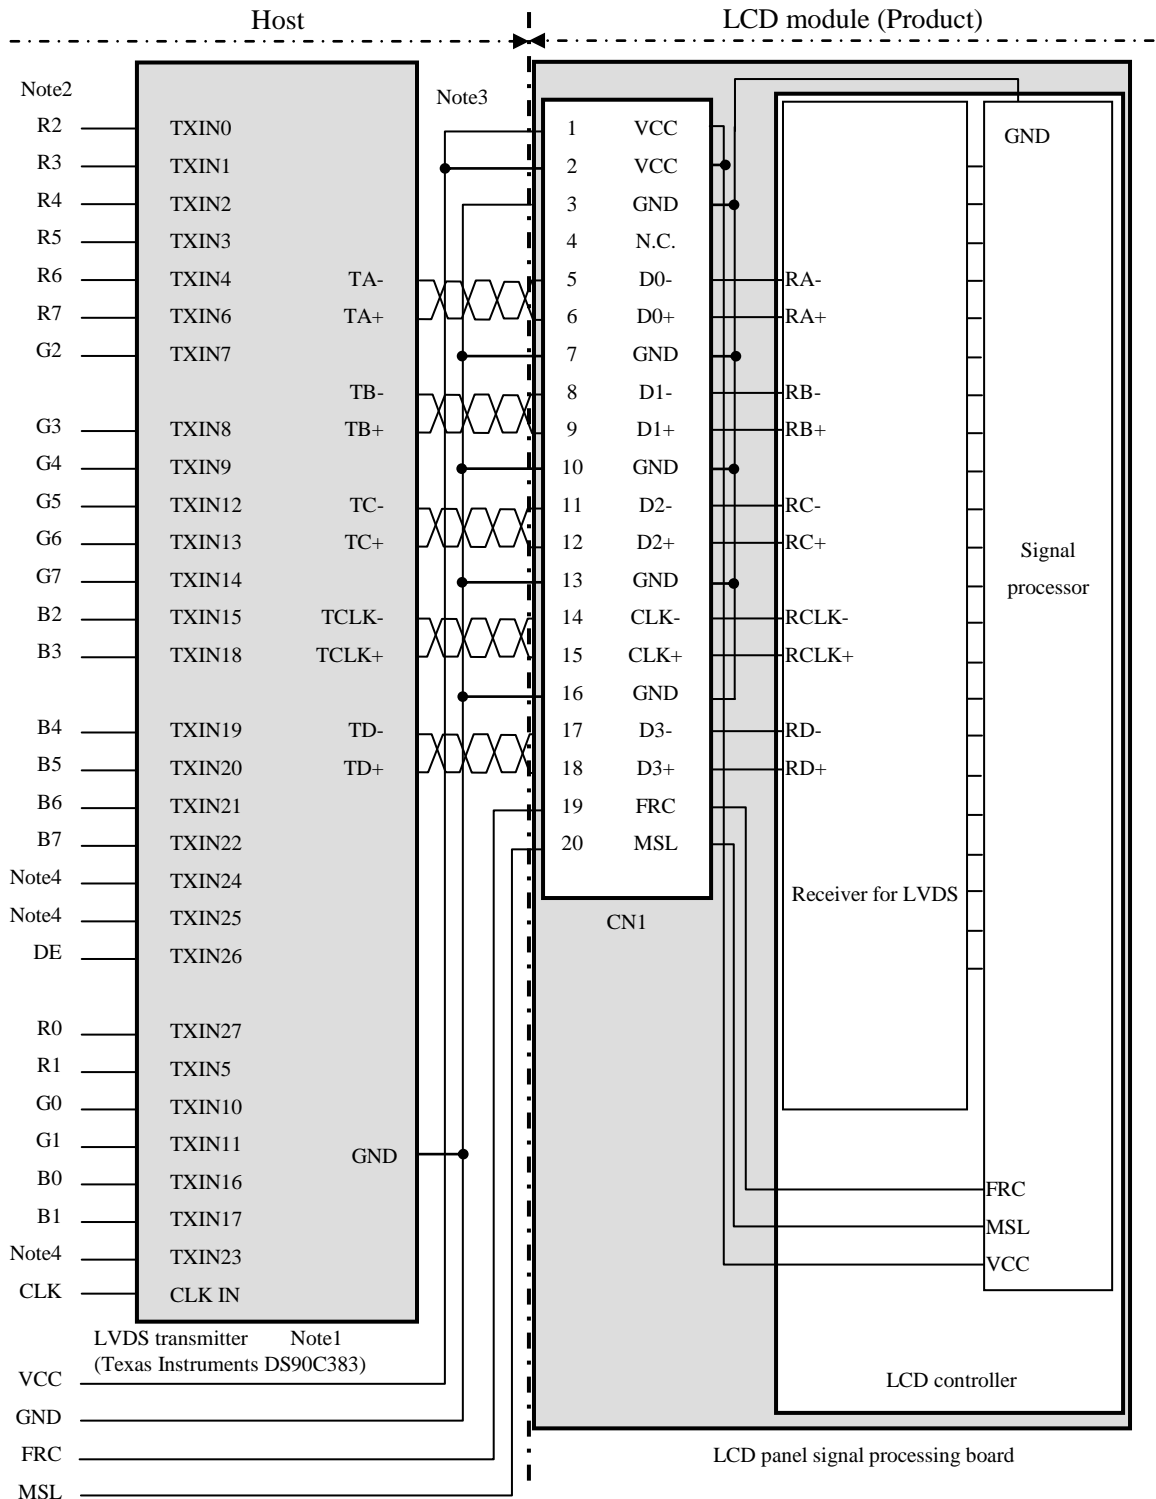 Host
LCD module (Product)
Note2
Note3
R2 TXIN0
R3 TXIN1
R4 TXIN2
R5 TXIN3
R6 TXIN4 TA-
R7 TXIN6 TA+
G2 TXIN7
TB-
G3 TXIN8 TB+
G4 TXIN9
G5 TXIN12 TC-
G6 TXIN13 TC+
G7 TXIN14
B2 TXIN15 TCLK-
B3 TXIN18 TCLK+
B4 TXIN19 TD-
B5 TXIN20 TD+
B6 TXIN21
B7 TXIN22
Note4 TXIN24
Note4 TXIN25
DE TXIN26
R0 TXIN27
R1 TXIN5
G0 TXIN10
G1 TXIN11
GND
B0 TXIN16
B1 TXIN17
Note4 TXIN23
CLK CLK IN
LVDS transmitter Note1
(Texas Instruments DS90C383)
VCC
GND
FRC
MSL
1 VCC
2 VCC
3 GND
4 N.C.
5 D0- RA-
6 D0+ RA+
7 GND
8 D1- RB-
9 D1+ RB+
10 GND
11 D2- RC-
12 D2+ RC+
13 GND
14 CLK- RCLK-
15 CLK+ RCLK+
16 GND
17 D3- RD-
18 D3+ RD+
19 FRC
20 MSL
CN1
Receiver for LVDS
GND
Signal
processor
FRC
MSL
VCC
LCD controller
LCD panel signal processing board